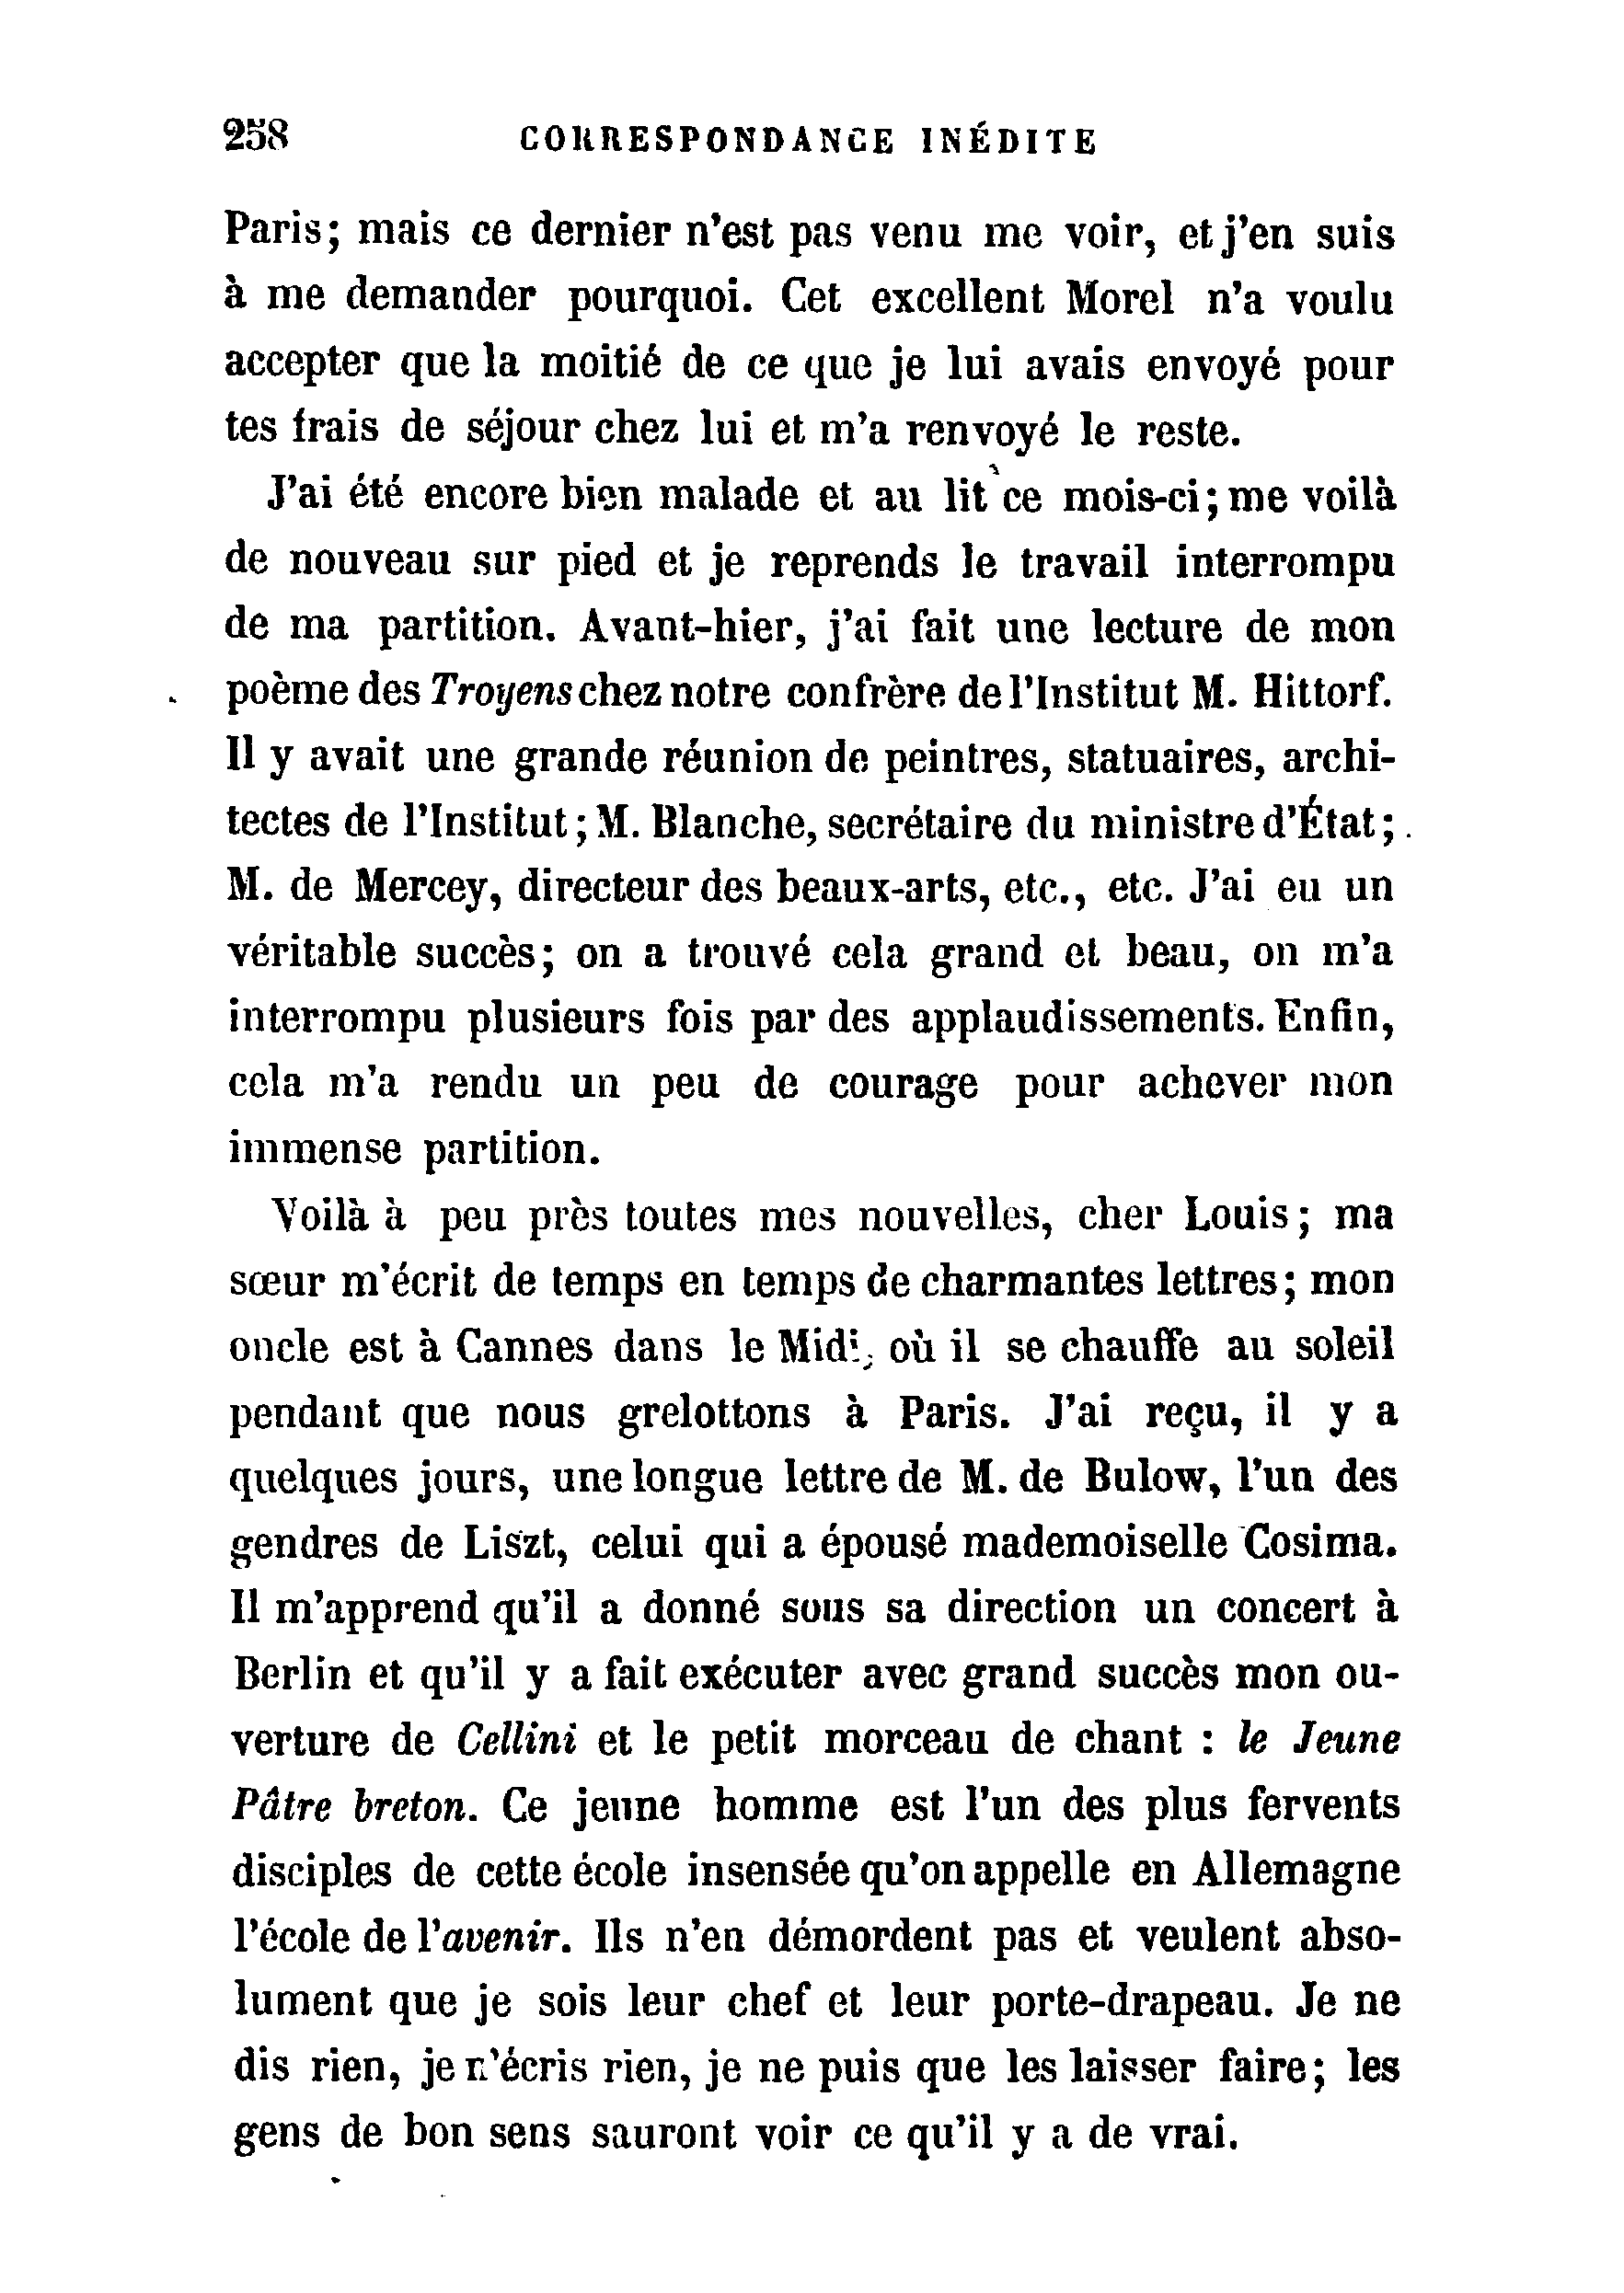 258 CORRESPONDANCE INÉDITE
Paris; mais ce dernier n'est pas venu me voir, et j'en suis
à me demander pourquoi. Cet excellent Morel n'a voulu
accepter que la moitié de ce que je lui avais envoyé pour
tes frais de séjour chez lui et m'a renvoyé le reste.
J'ai été encore bien malade et au lit ce mois-ci; me voilà
de nouveau sur pied et je reprends le travail interrompu
de ma partition. Avant-hier, j'ai fait une lecture de mon
poème des Troyens chez notre confrère de l'Institut M. Hittorf.
Il y avait une grande réunion de peintres, statuaires, archi-
tectes de l'Institut; M. Blanche, secrétaire du ministre d'État;
M. de Mercey, directeur des beaux-arts, etc., etc. J'ai eu un
véritable succès; on a trouvé cela grand et beau, on m'a
interrompu plusieurs fois par des applaudissements. Enfin,
cela m'a rendu un peu de courage pour achever mon
immense partition.
Voilà à peu près toutes mes nouvelles, cher Louis; ma
sœur m'écrit de temps en temps de charmantes lettres; mon
oncle est à Cannes dans le Midi, où il se chauffe au soleil
pendant que nous grelottons à Paris. J'ai reçu, il y a
quelques jours, une longue lettre de M. de Bulow, l'un des
gendres de Liszt, celui qui a épousé mademoiselle Cosima.
Il m'apprend qu'il a donné sous sa direction un concert à
Berlin et qu'il y a fait exécuter avec grand succès mon ou-
verture de Cellini et le petit morceau de chant : le Jeune
Pâtre breton. Ce jeune homme est l'un des plus fervents
disciples de cette école insensée qu'on appelle en Allemagne
l'école de l'avenir. Ils n'en démordent pas et veulent abso-
lument que je sois leur chef et leur porte-drapeau. Je ne
dis rien, je n'écris rien, je ne puis que les laisser faire; les
gens de bon sens sauront voir ce qu'il y a de vrai.